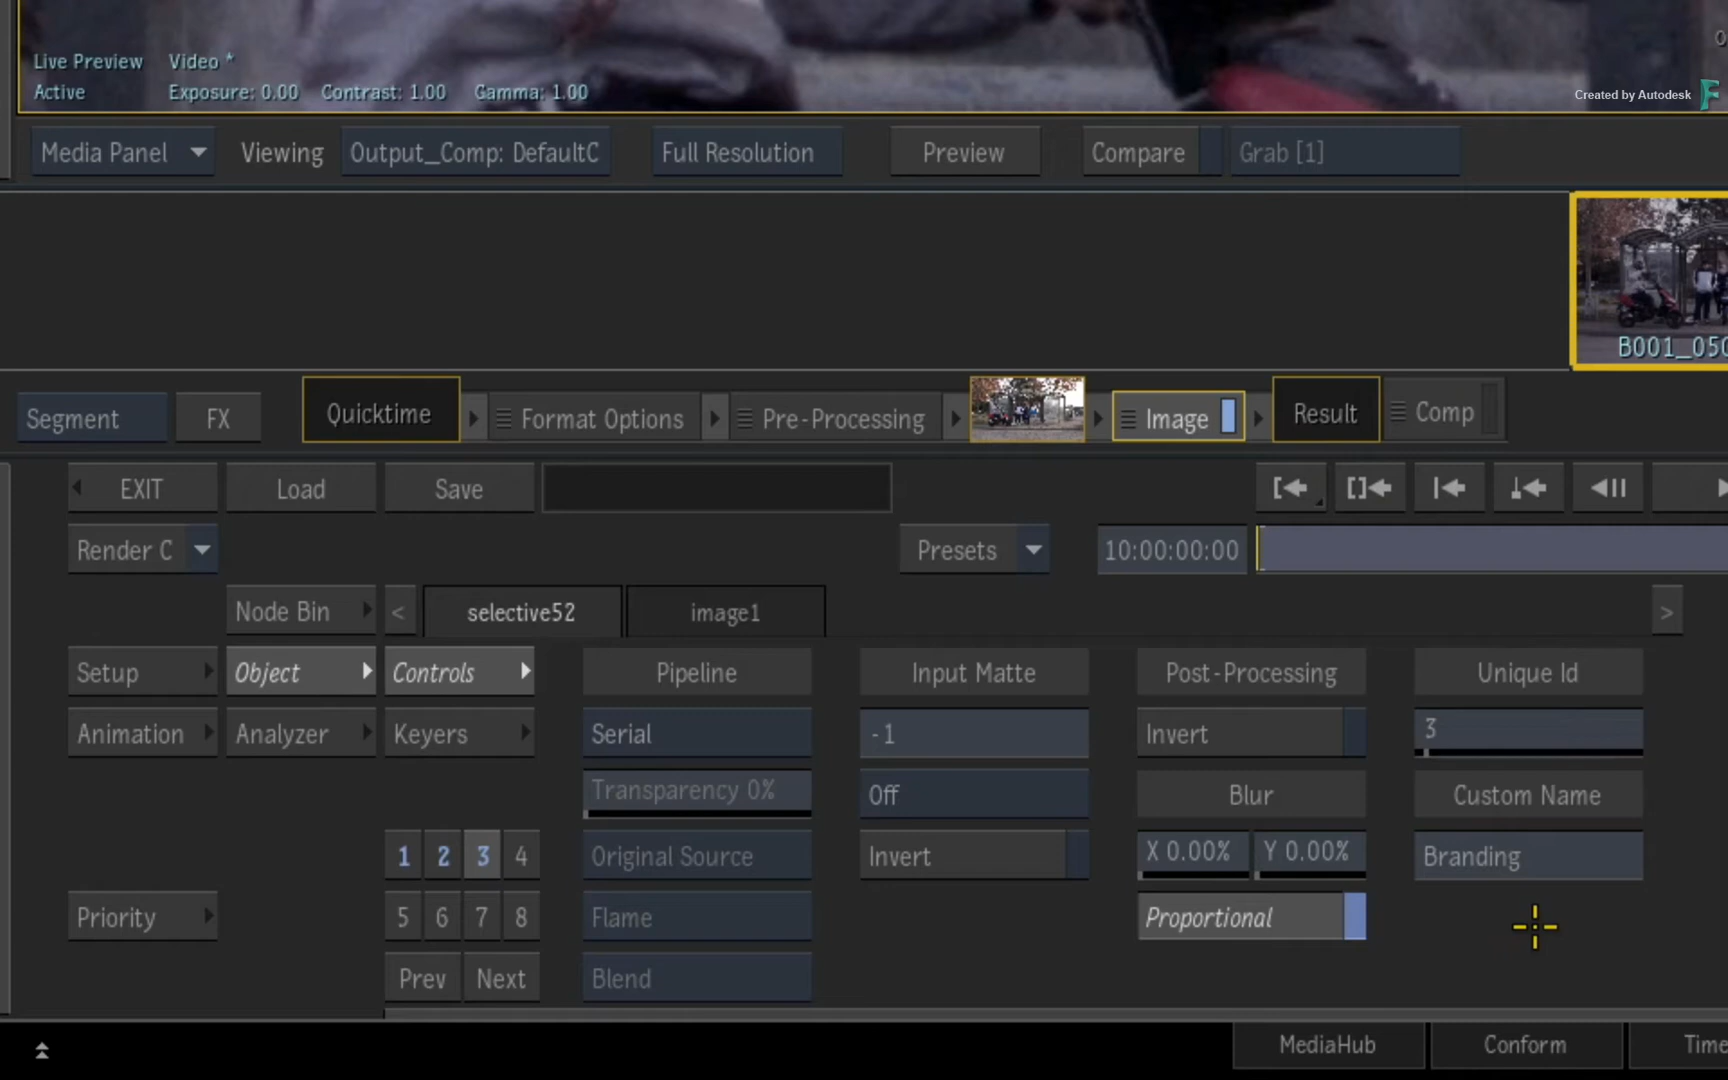 Live Preview Video *
Active Exposure: 0.00 Contrast: 1.00 Gamma: 1.00
Created by Autodesk
Media Panel Viewing Output_Comp: DefaultC Full Resolution Preview Compare Grab [1]
B001_050
Segment FX Quicktime Format Options Pre-Processing Image Result Comp
EXIT Load Save
Render C Presets 10:00:00:00
Node Bin < selective52 image1 >
Setup Object Controls Pipeline Input Matte Post-Processing Unique Id
Animation Analyzer Keyers Serial -1 Invert 3
Transparency 0% Off Blur Custom Name
1 2 3 4 Original Source Invert X 0.00% Y 0.00% Branding
Priority 5 6 7 8 Flame Proportional
Prev Next Blend
MediaHub Conform Time